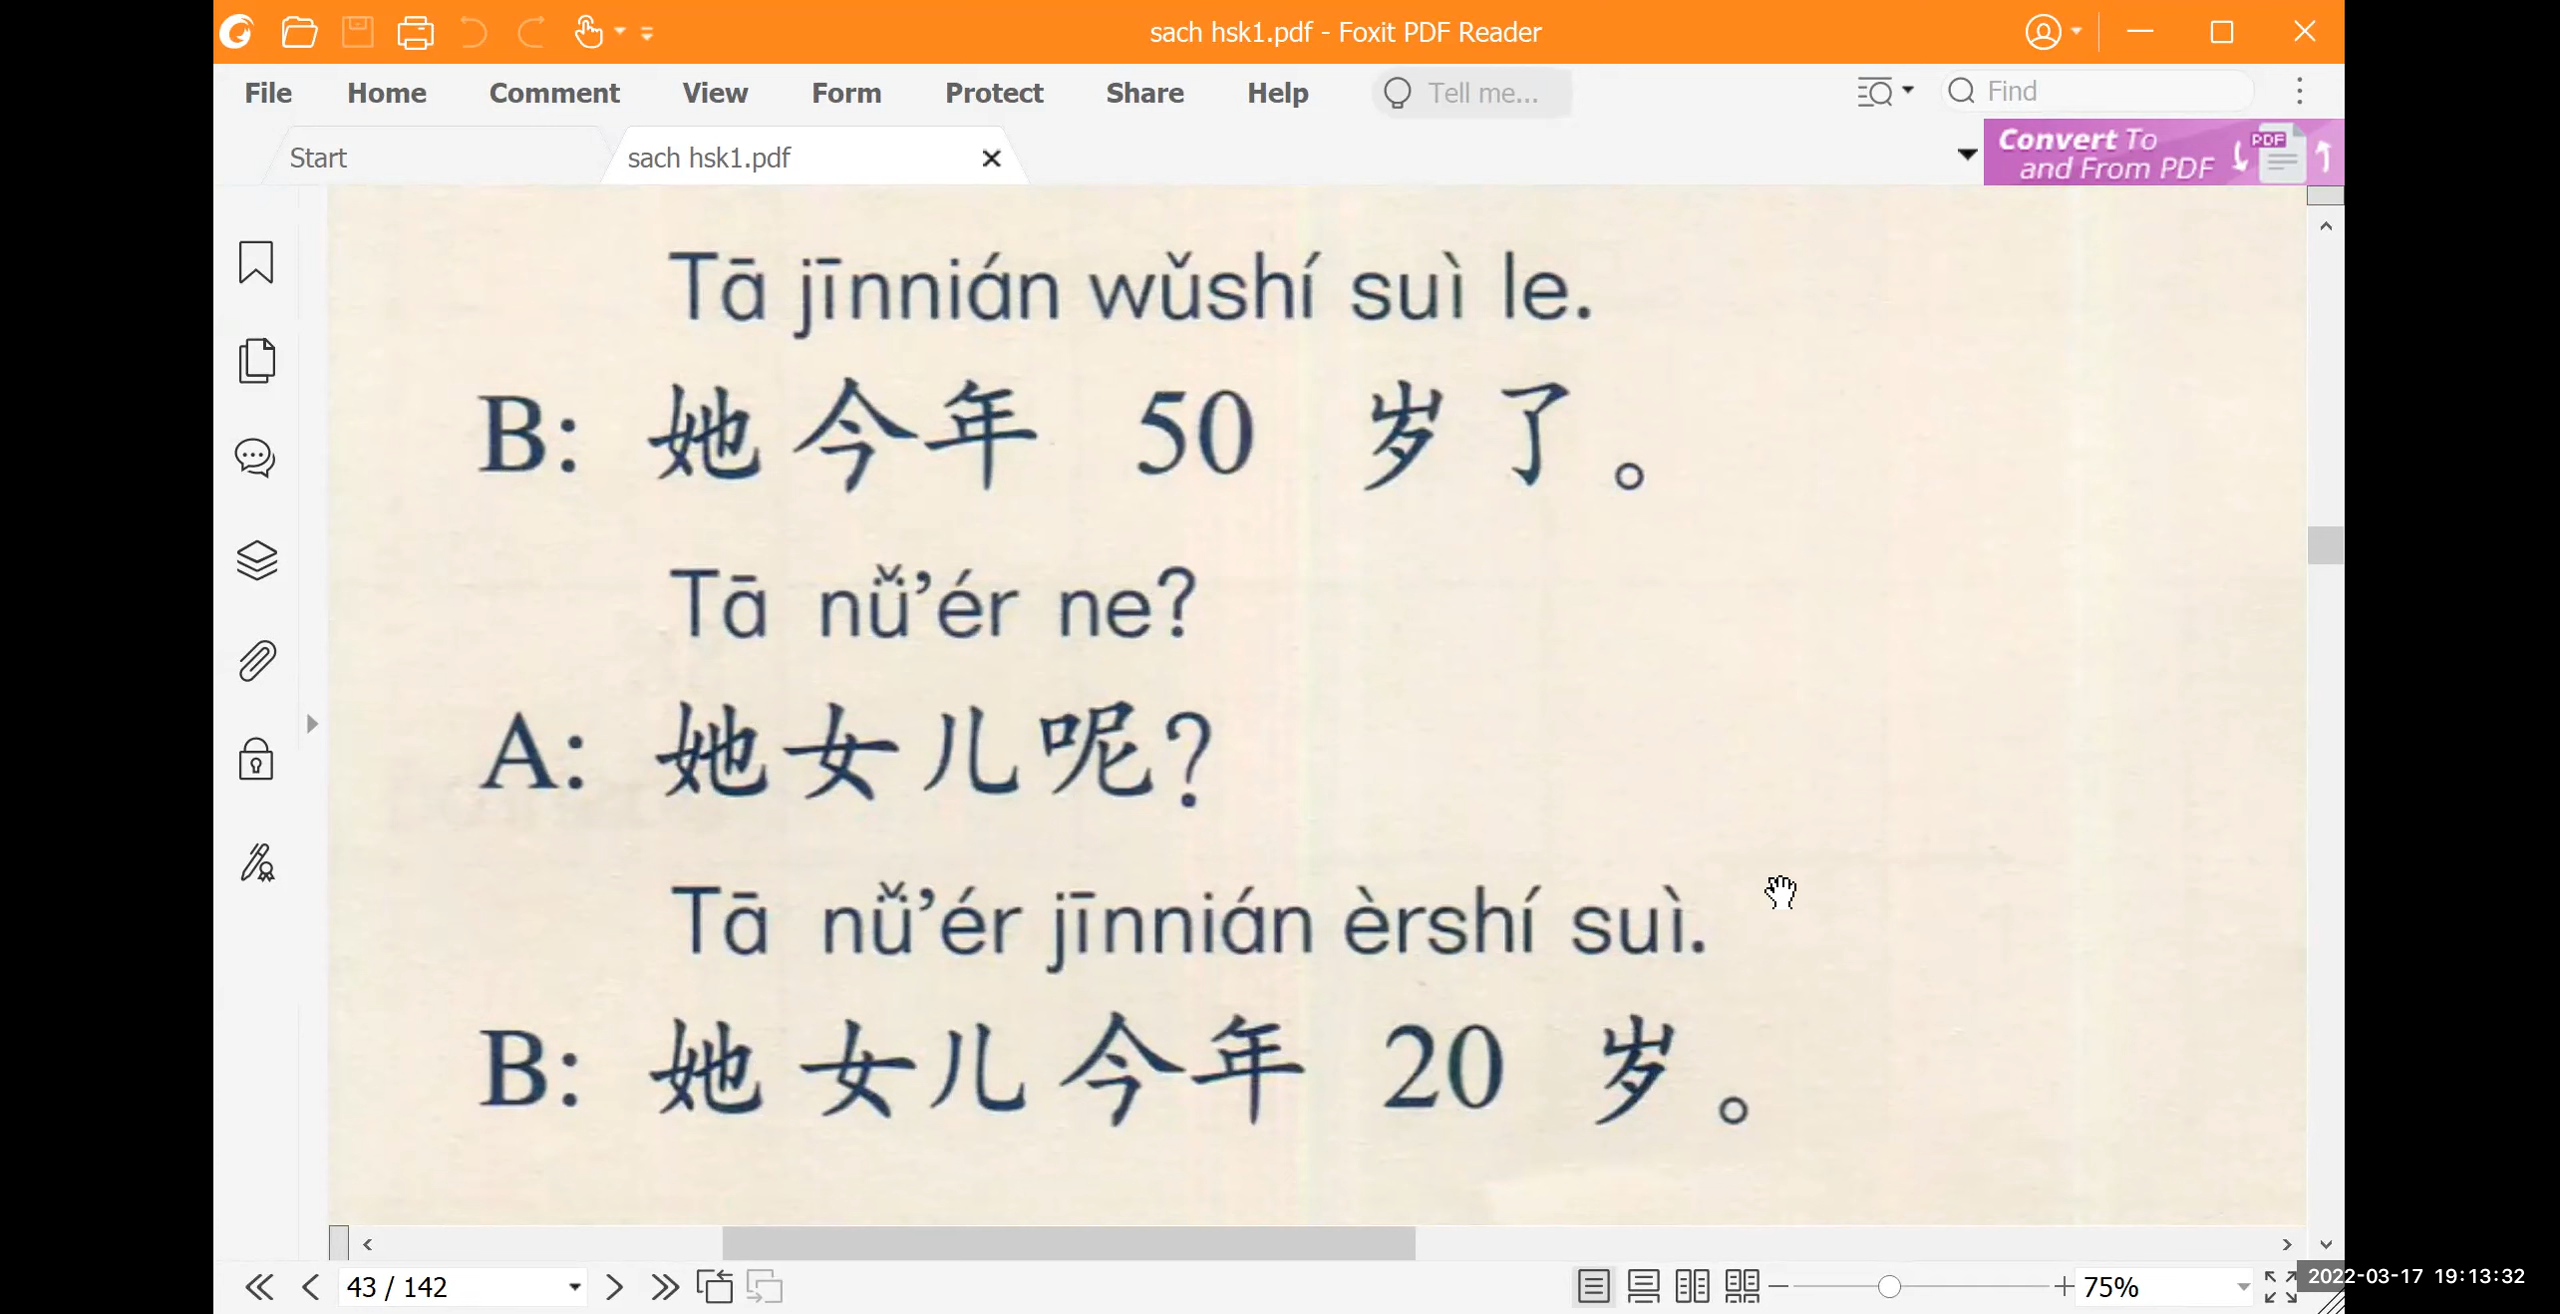 sach hsk1.pdf - Foxit PDF Reader
File Home Comment View Form Protect Share Help Tell me... Find
Start sach hsk1.pdf
Convert To and From PDF
PDF
Tā jīnnián wǔshí suì le.
B: 她今年 50 岁了。
Tā nǚ’ér ne?
A: 她女儿呢?
Tā nǚ’ér jīnnián èrshí suì.
B: 她女儿今年 20 岁。
43 / 142 75%
2022-03-17 19:13:32